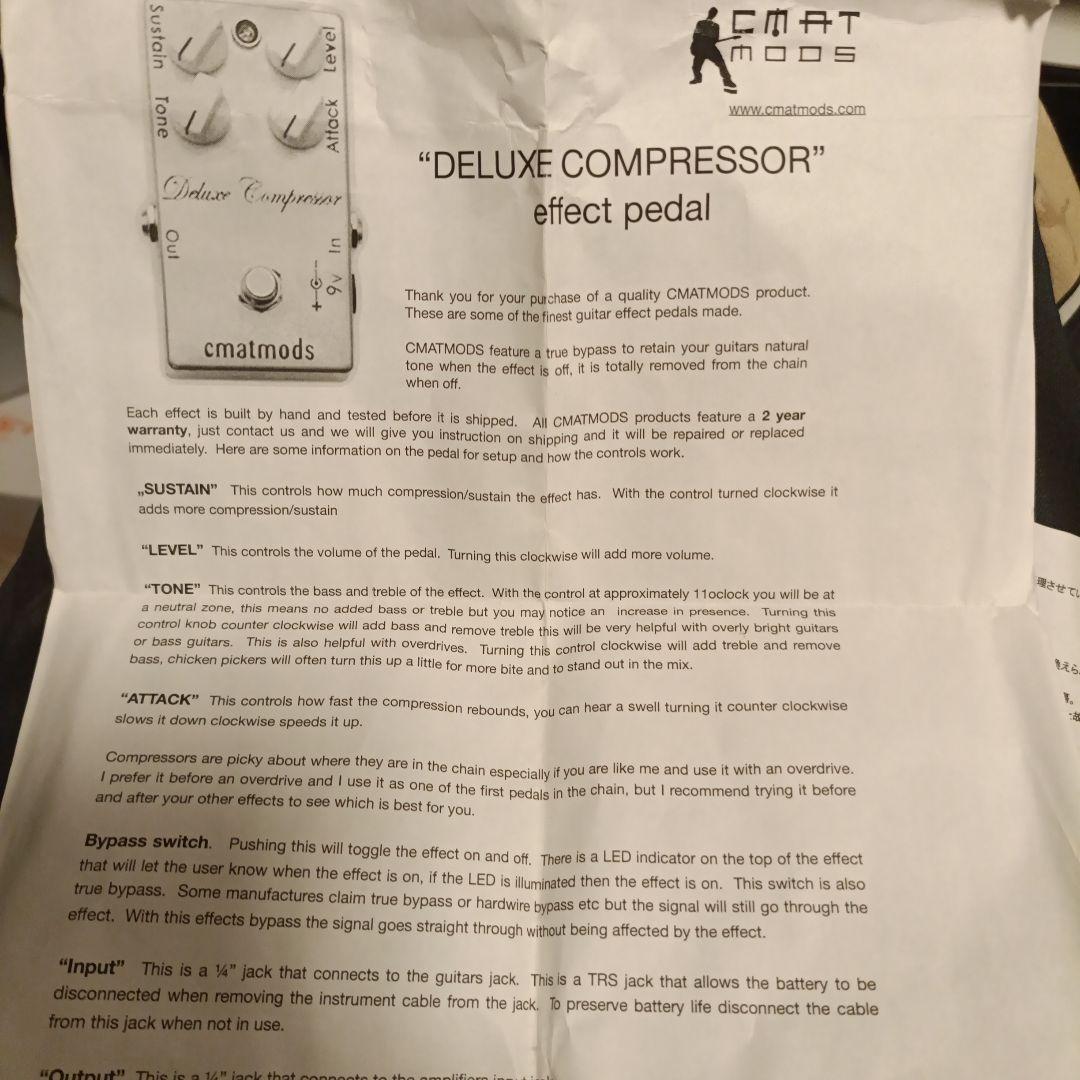 Sustain
Level
Tone
Attack
Deluxe Compressor
Out
In
9v
+ -
cmatmods
CMAT
MODS
www.cmatmods.com
“DELUXE COMPRESSOR”
effect pedal
Thank you for your purchase of a quality CMATMODS product.
These are some of the finest guitar effect pedals made.
CMATMODS feature a true bypass to retain your guitars natural
tone when the effect is off, it is totally removed from the chain
when off.
Each effect is built by hand and tested before it is shipped. All CMATMODS products feature a 2 year
warranty, just contact us and we will give you instruction on shipping and it will be repaired or replaced
immediately. Here are some information on the pedal for setup and how the controls work.
„SUSTAIN” This controls how much compression/sustain the effect has. With the control turned clockwise it
adds more compression/sustain
“LEVEL” This controls the volume of the pedal. Turning this clockwise will add more volume.
“TONE” This controls the bass and treble of the effect. With the control at approximately 11oclock you will be at
a neutral zone, this means no added bass or treble but you may notice an increase in presence. Turning this
control knob counter clockwise will add bass and remove treble this will be very helpful with overly bright guitars
or bass guitars. This is also helpful with overdrives. Turning this control clockwise will add treble and remove
bass, chicken pickers will often turn this up a little for more bite and to stand out in the mix.
“ATTACK” This controls how fast the compression rebounds, you can hear a swell turning it counter clockwise
slows it down clockwise speeds it up.
Compressors are picky about where they are in the chain especially if you are like me and use it with an overdrive.
I prefer it before an overdrive and I use it as one of the first pedals in the chain, but I recommend trying it before
and after your other effects to see which is best for you.
Bypass switch. Pushing this will toggle the effect on and off. There is a LED indicator on the top of the effect
that will let the user know when the effect is on, if the LED is illuminated then the effect is on. This switch is also
true bypass. Some manufactures claim true bypass or hardwire bypass etc but the signal will still go through the
effect. With this effects bypass the signal goes straight through without being affected by the effect.
“Input” This is a ¼” jack that connects to the guitars jack. This is a TRS jack that allows the battery to be
disconnected when removing the instrument cable from the jack. To preserve battery life disconnect the cable
from this jack when not in use.
“Output” This is a ¼” jack that connects to the amplifiers input
理させてい